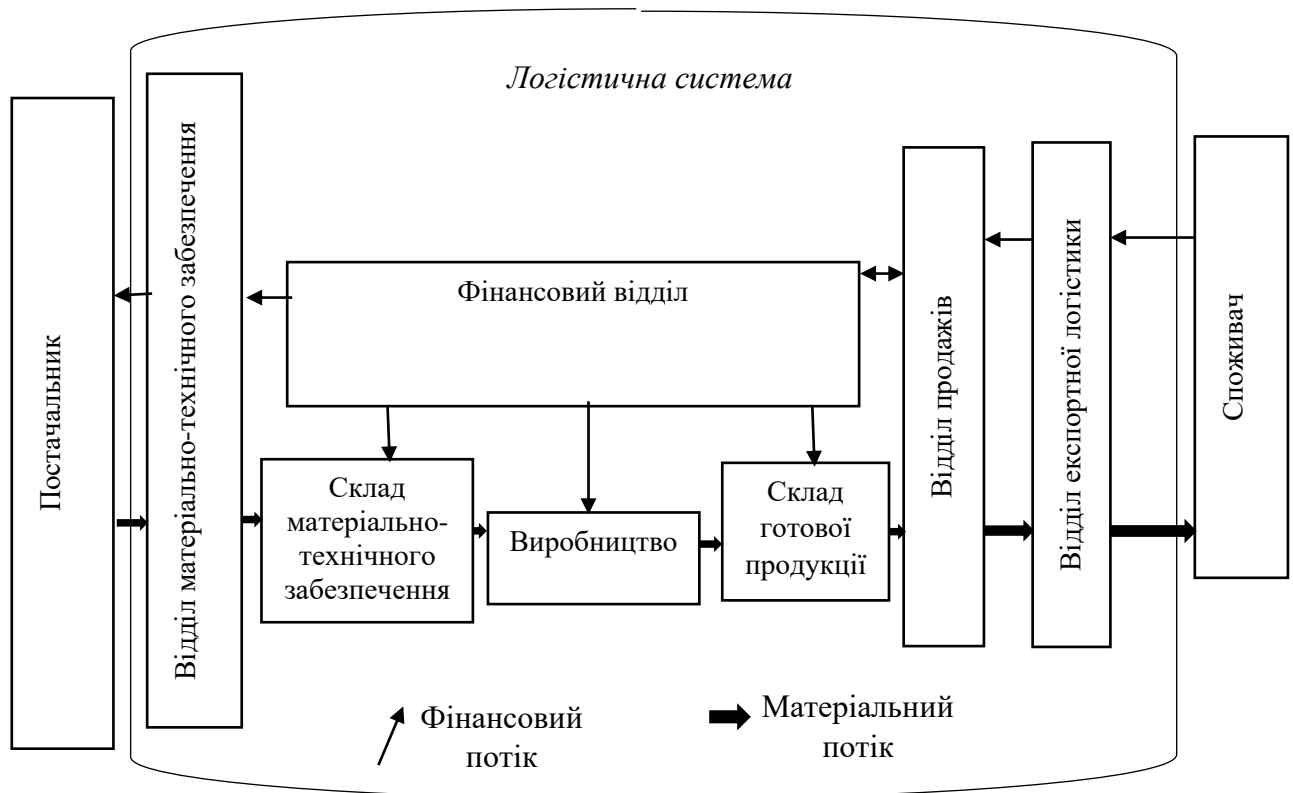 Логістична система
Постачальник
Відділ матеріально-технічного забезпечення
Фінансовий відділ
Склад
матеріально-
технічного
забезпечення
Виробництво
Склад
готової
продукції
Відділ продажів
Відділ експортної логістики
Споживач
Фінансовий
потік
Матеріальний
потік